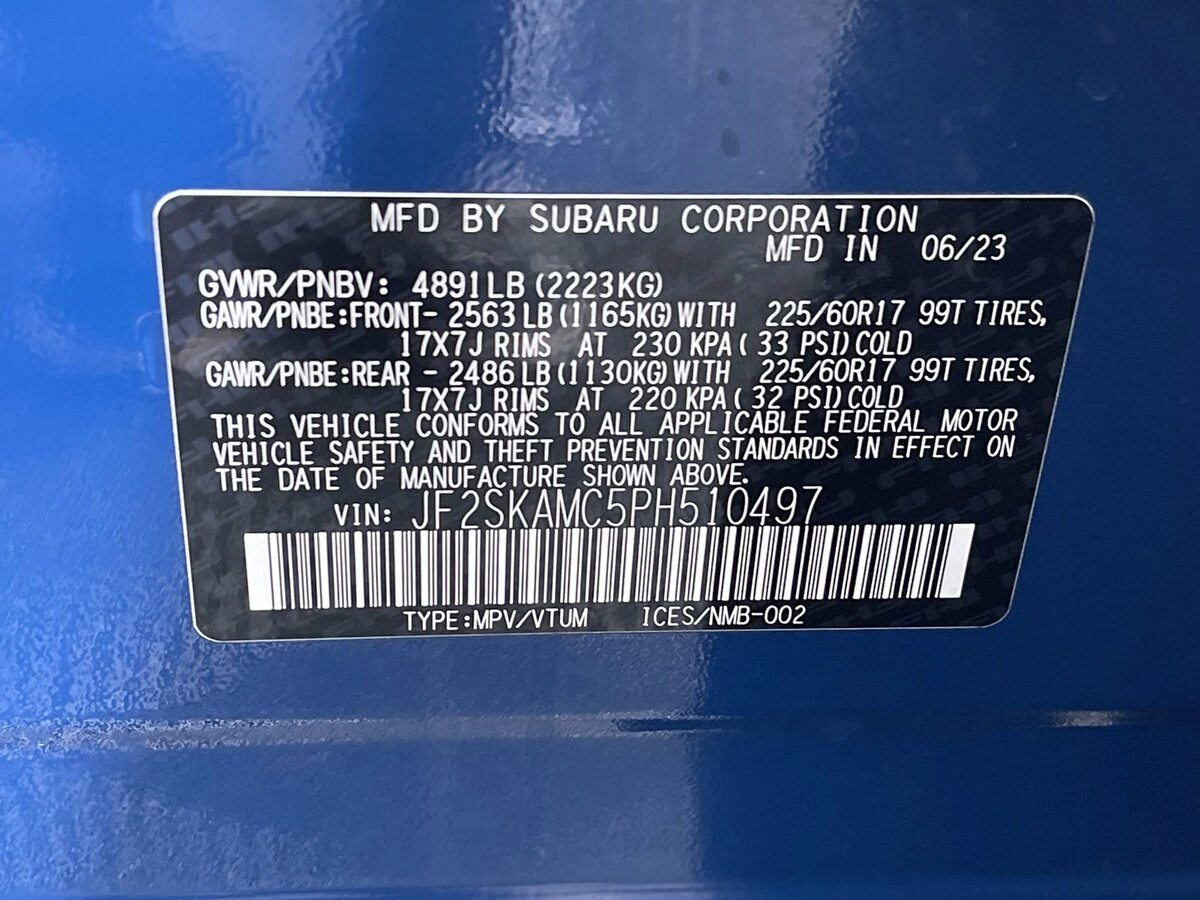 MFD BY SUBARU CORPORATION
MFD IN 06/23
GVWR/PNBV: 4891LB (2223KG)
GAWR/PNBE:FRONT- 2563 LB (1165KG) WITH 225/60R17 99T TIRES,
17X7J RIMS AT 230 KPA ( 33 PSI) COLD
GAWR/PNBE:REAR - 2486 LB (1130KG) WITH 225/60R17 99T TIRES,
17X7J RIMS AT 220 KPA ( 32 PSI) COLD
THIS VEHICLE CONFORMS TO ALL APPLICABLE FEDERAL MOTOR
VEHICLE SAFETY AND THEFT PREVENTION STANDARDS IN EFFECT ON
THE DATE OF MANUFACTURE SHOWN ABOVE.
VIN: JF2SKAMC5PH510497
TYPE:MPV/VTUM ICES/NMB-002